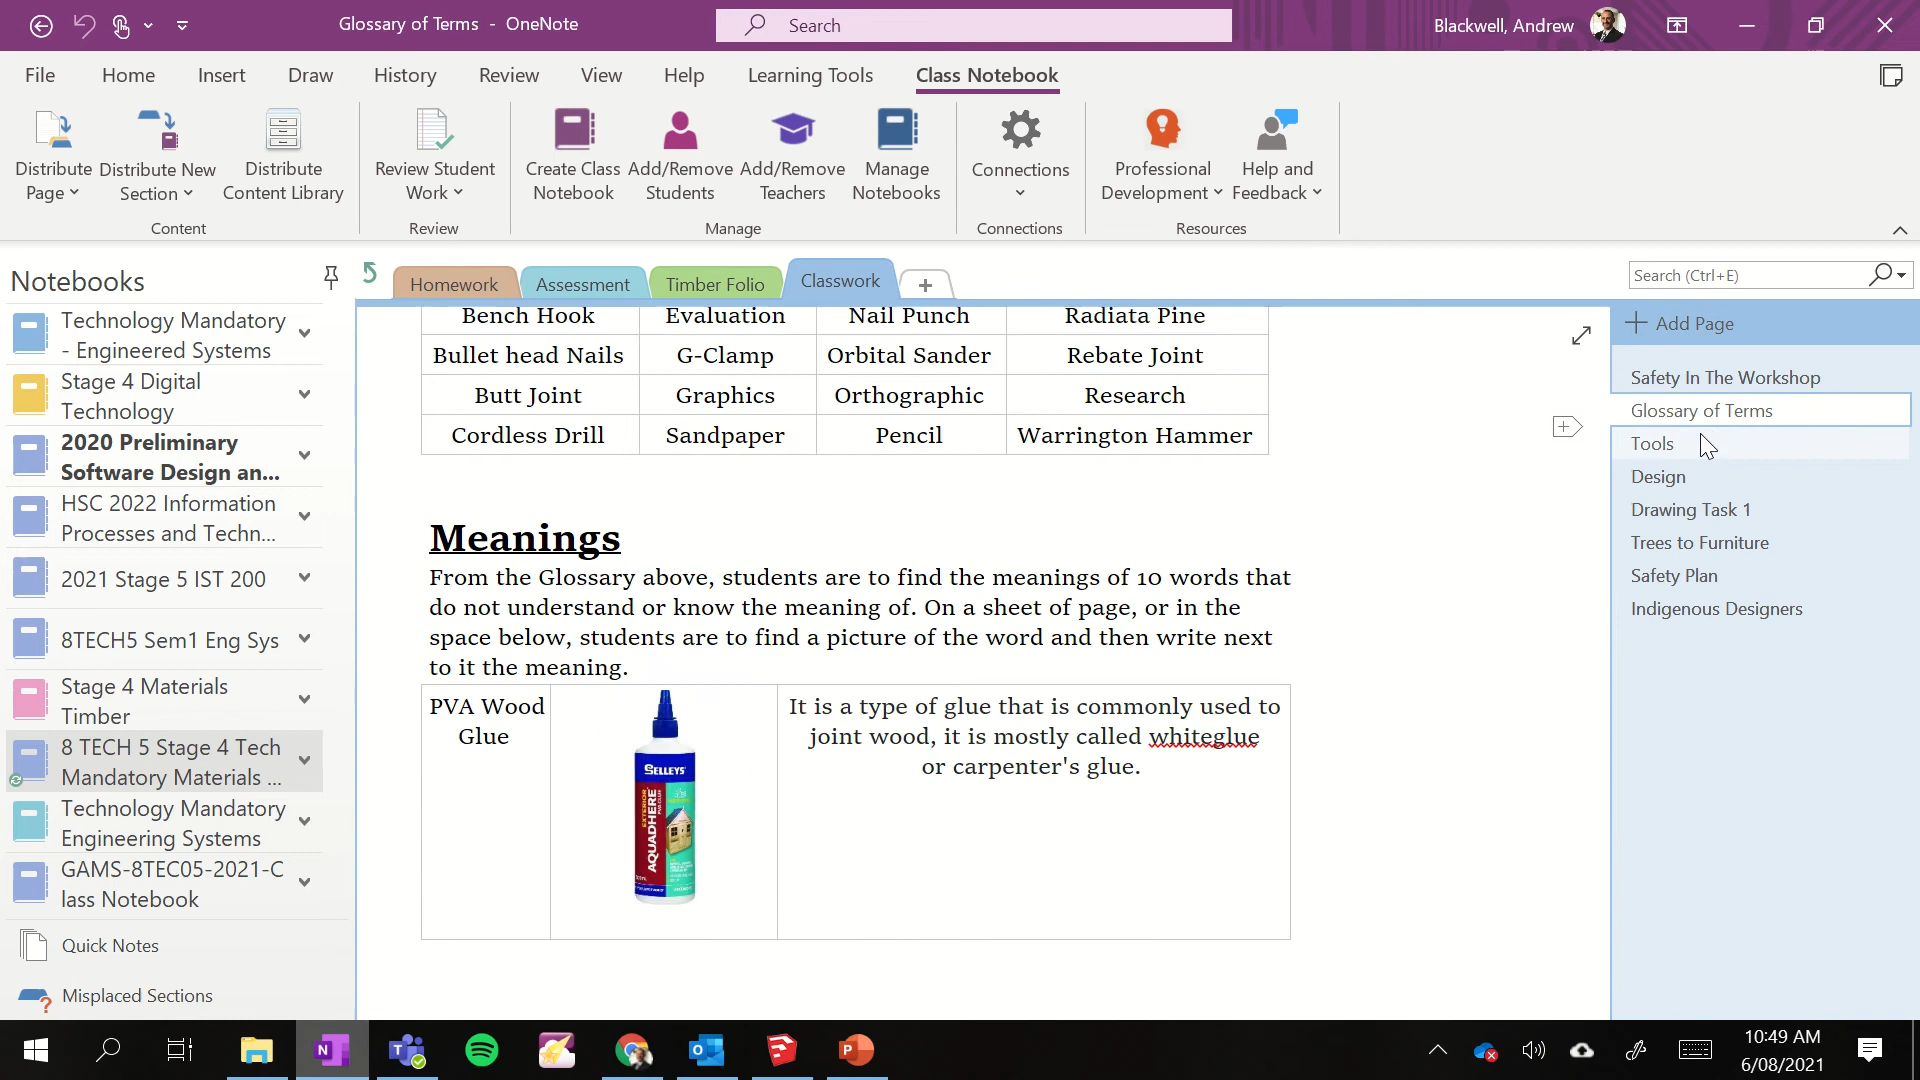 Glossary of Terms - OneNote
Search
Blackwell, Andrew
File Home Insert Draw History Review View Help Learning Tools Class Notebook
Distribute Page
Distribute New Section
Distribute Content Library
Content
Review Student Work
Review
Create Class Notebook
Add/Remove Students
Add/Remove Teachers
Manage Notebooks
Manage
Connections
Connections
Professional Development
Help and Feedback
Resources
Notebooks
Technology Mandatory
- Engineered Systems
Stage 4 Digital
Technology
2020 Preliminary
Software Design an...
HSC 2022 Information
Processes and Techn...
2021 Stage 5 IST 200
8TECH5 Sem1 Eng Sys
Stage 4 Materials
Timber
8 TECH 5 Stage 4 Tech
Mandatory Materials ...
Technology Mandatory
Engineering Systems
GAMS-8TEC05-2021-C
lass Notebook
Quick Notes
Misplaced Sections
Homework Assessment Timber Folio Classwork
Search (Ctrl+E)
Bench Hook Evaluation Nail Punch Radiata Pine
Bullet head Nails G-Clamp Orbital Sander Rebate Joint
Butt Joint Graphics Orthographic Research
Cordless Drill Sandpaper Pencil Warrington Hammer
Meanings
From the Glossary above, students are to find the meanings of 10 words that
do not understand or know the meaning of. On a sheet of page, or in the
space below, students are to find a picture of the word and then write next
to it the meaning.
PVA Wood
Glue
SELLEYS
EXTERIOR
AQUADHERE
It is a type of glue that is commonly used to
joint wood, it is mostly called whiteglue
or carpenter's glue.
Add Page
Safety In The Workshop
Glossary of Terms
Tools
Design
Drawing Task 1
Trees to Furniture
Safety Plan
Indigenous Designers
10:49 AM
6/08/2021